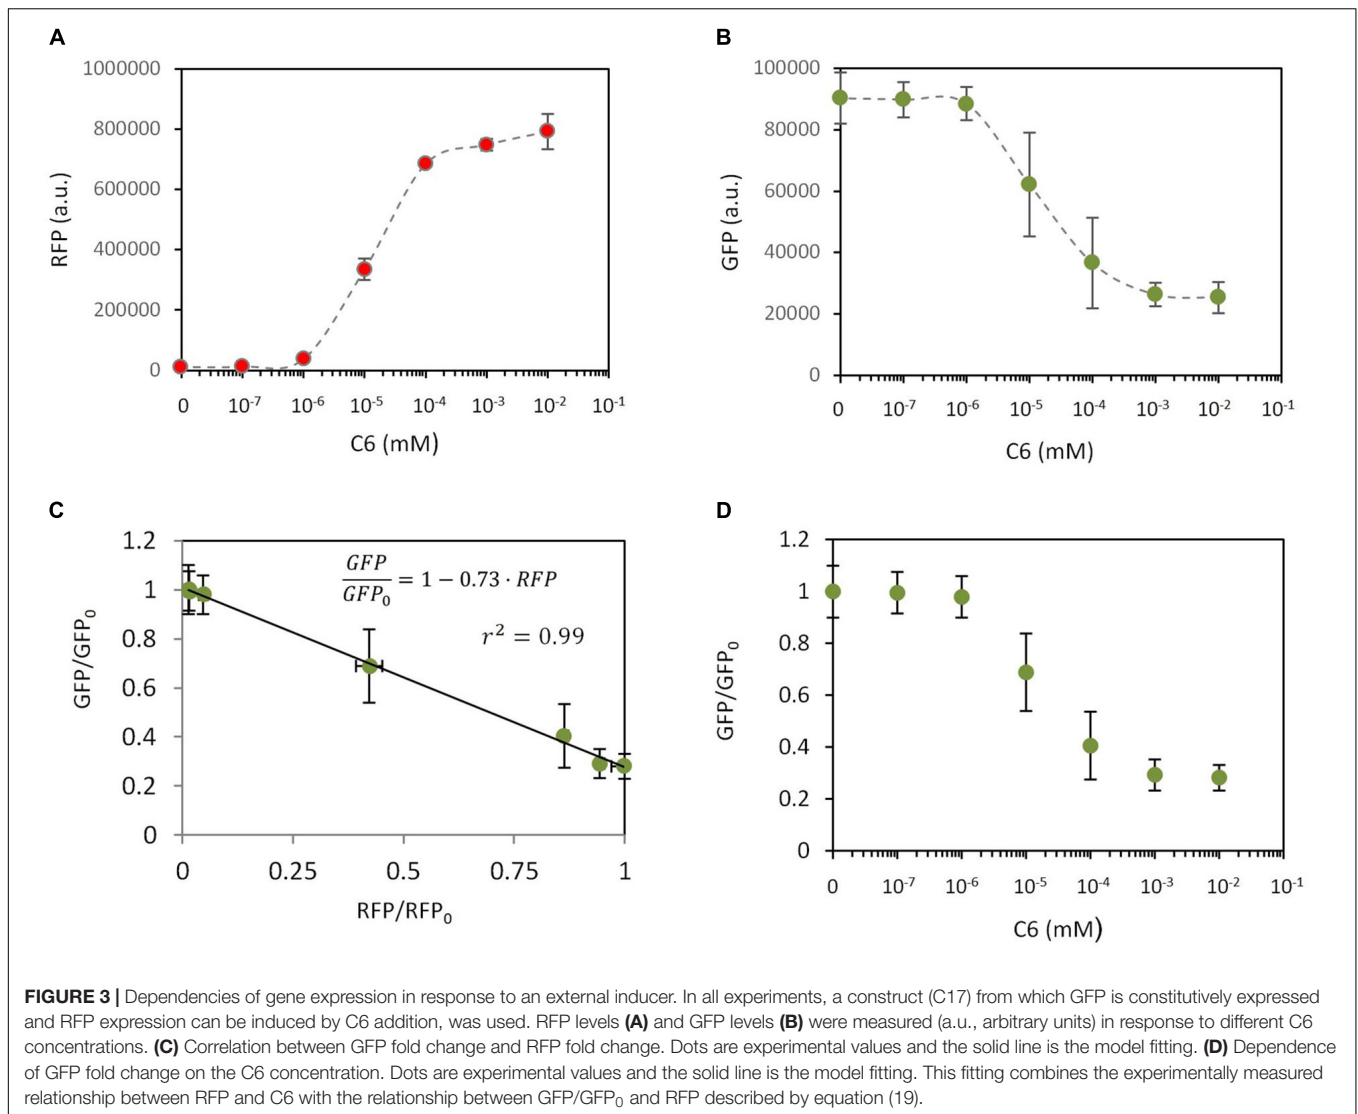 A
1000000
800000
600000
400000
200000
0
RFP (a.u.)
0 10⁻⁷ 10⁻⁶ 10⁻⁵ 10⁻⁴ 10⁻³ 10⁻² 10⁻¹
C6 (mM)
B
100000
80000
60000
40000
20000
0
GFP (a.u.)
0 10⁻⁷ 10⁻⁶ 10⁻⁵ 10⁻⁴ 10⁻³ 10⁻² 10⁻¹
C6 (mM)
C
1.2
1
0.8
0.6
0.4
0.2
0
GFP/GFP₀
GFP/GFP₀ = 1 − 0.73 · RFP
r² = 0.99
0 0.25 0.5 0.75 1
RFP/RFP₀
D
1.2
1
0.8
0.6
0.4
0.2
0
GFP/GFP₀
0 10⁻⁷ 10⁻⁶ 10⁻⁵ 10⁻⁴ 10⁻³ 10⁻² 10⁻¹
C6 (mM)
FIGURE 3 | Dependencies of gene expression in response to an external inducer. In all experiments, a construct (C17) from which GFP is constitutively expressed
and RFP expression can be induced by C6 addition, was used. RFP levels (A) and GFP levels (B) were measured (a.u., arbitrary units) in response to different C6
concentrations. (C) Correlation between GFP fold change and RFP fold change. Dots are experimental values and the solid line is the model fitting. (D) Dependence
of GFP fold change on the C6 concentration. Dots are experimental values and the solid line is the model fitting. This fitting combines the experimentally measured
relationship between RFP and C6 with the relationship between GFP/GFP₀ and RFP described by equation (19).